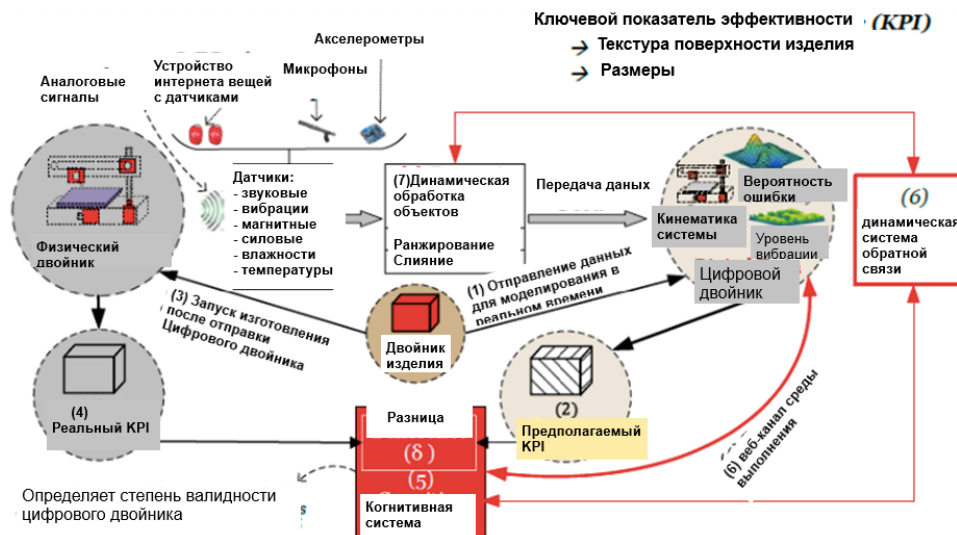 Ключевой показатель эффективности (KPI)
→ Текстура поверхности изделия
→ Размеры
Акселерометры
Устройство
интернета вещей
с датчиками
Микрофоны
Аналоговые
сигналы
Физический
двойник
Датчики:
- звуковые
- вибрации
- магнитные
- силовые
- влажности
- температуры
(7)Динамическая
обработка
объектов
Ранжирование
Слияние
Передача данных
Вероятность
ошибки
Кинематика
системы
Уровень
вибрации
Цифровой
двойник
(6)
динамическая
система
обратной
связи
(1) Отправление данных
для моделирования в
реальном времени
(3) Запуск изготовления
после отправки
Цифрового двойника
Двойник
изделия
(4)
Реальный KPI
Разница
(δ)
(5)
Когнитивная
система
(2)
Предполагаемый
KPI
(6) веб-канал среды
выполнения
Определяет степень валидности
цифрового двойника